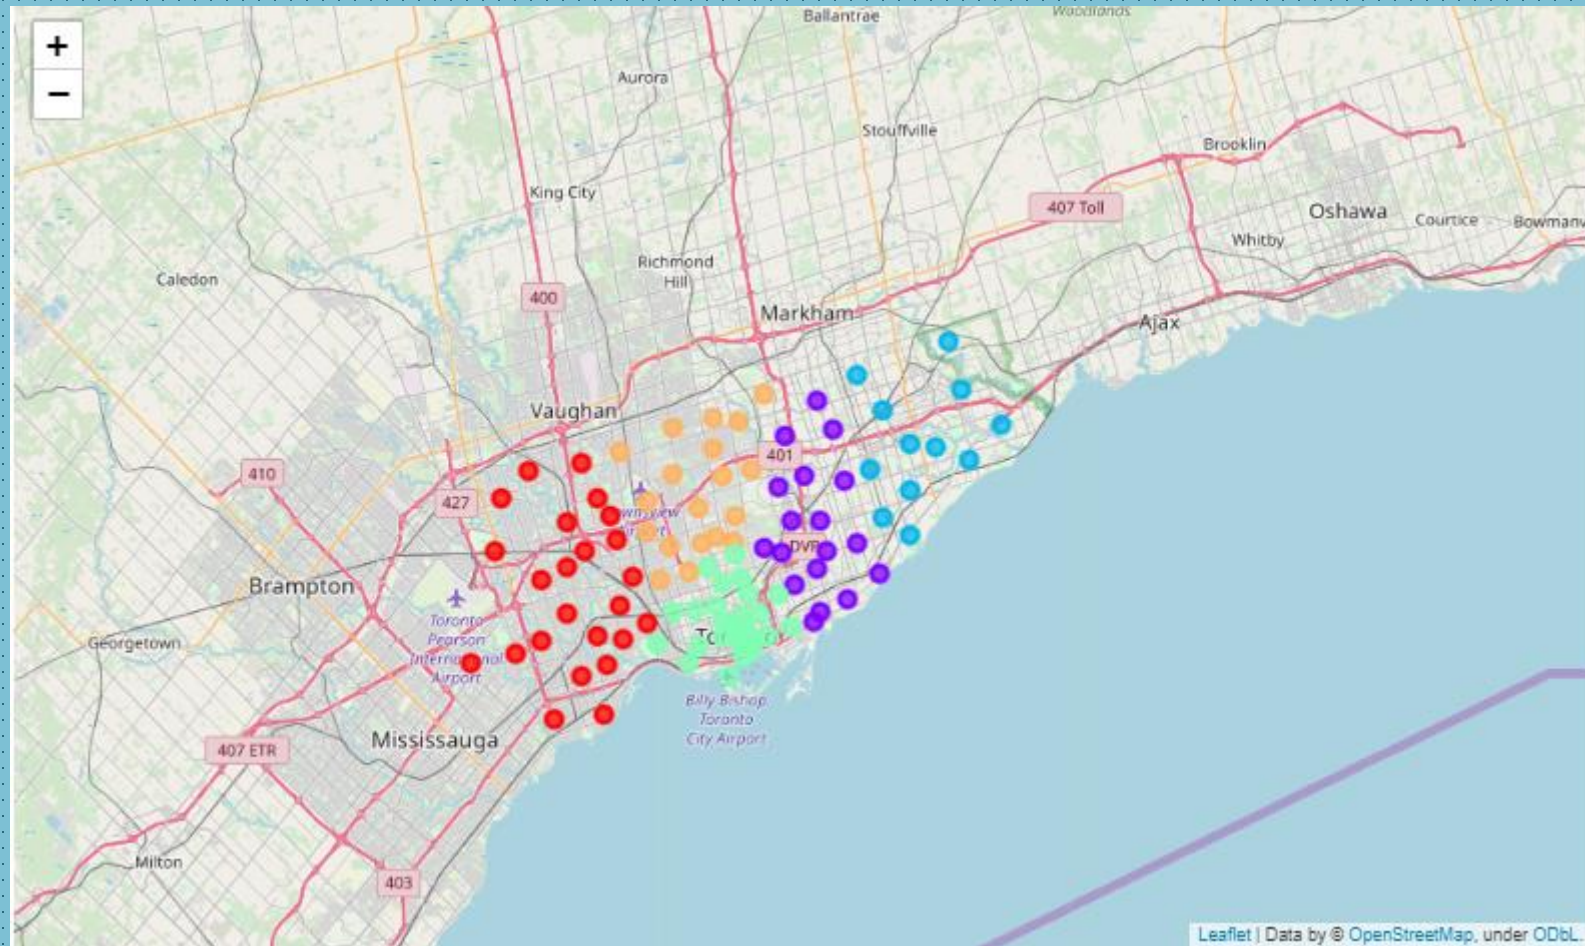 +
−
Ballantrae
Woodlands
Aurora
Stouffville
Brooklin
King City
407 Toll
Oshawa
Courtice
Whitby
Richmond
Hill
Caledon
400
Markham
Ajax
Vaughan
401
410
427
Brampton
Toronto
Pearson
International
Airport
Georgetown
Billy Bishop
Toronto
City Airport
Mississauga
407 ETR
Milton
403
Leaflet | Data by © OpenStreetMap, under ODbL.